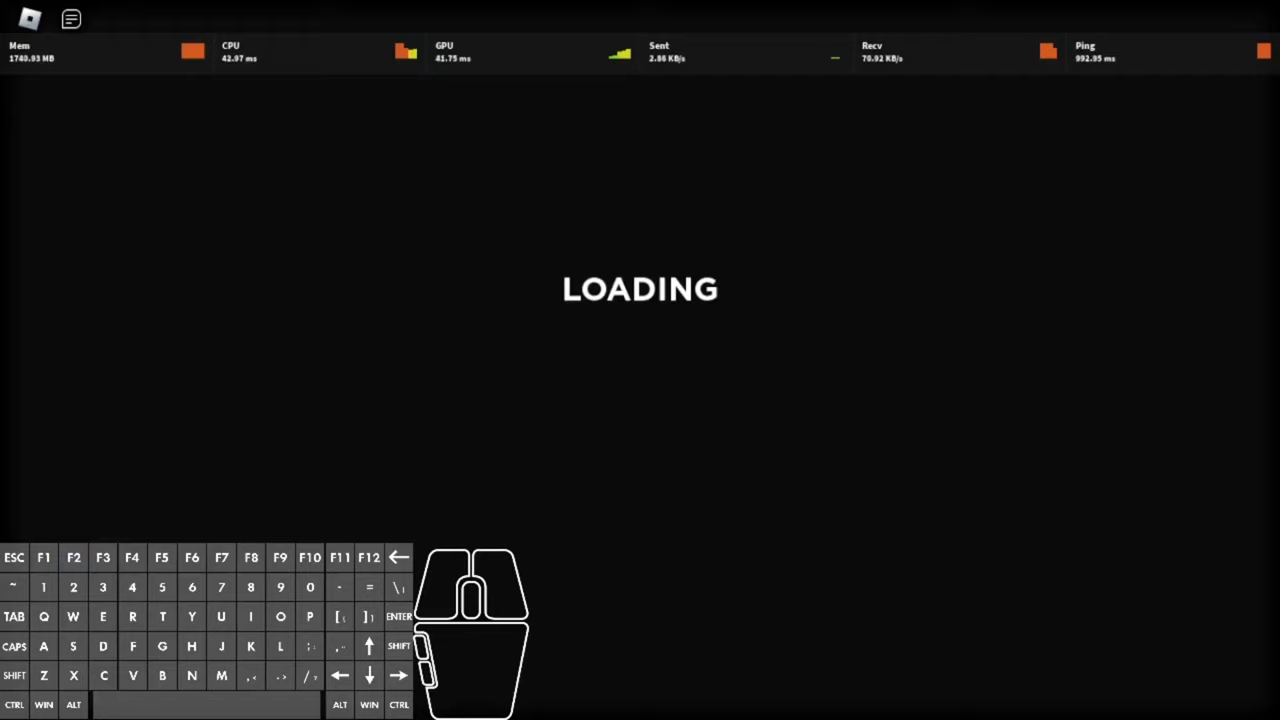 Mem CPU GPU Sent Recv Ping
1740.93 MB 42.97 ms 41.75 ms 2.86 KB/s 70.92 KB/s 992.95 ms
LOADING
ESC F1 F2 F3 F4 F5 F6 F7 F8 F9 F10 F11 F12 ←
~ 1 2 3 4 5 6 7 8 9 0 - = \|
TAB Q W E R T Y U I O P [ ] ENTER
CAPS A S D F G H J K L ; ↑ SHIFT
SHIFT Z X C V B N M ,< .> /? ← ↓ →
CTRL WIN ALT ALT WIN CTRL